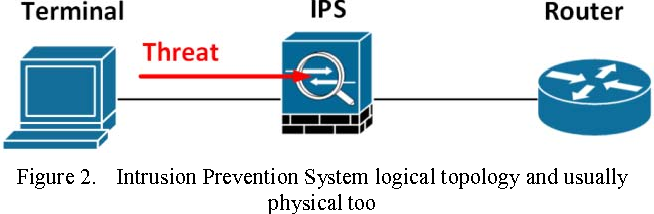 Terminal
IPS
Router
Threat
Figure 2. Intrusion Prevention System logical topology and usually
physical too